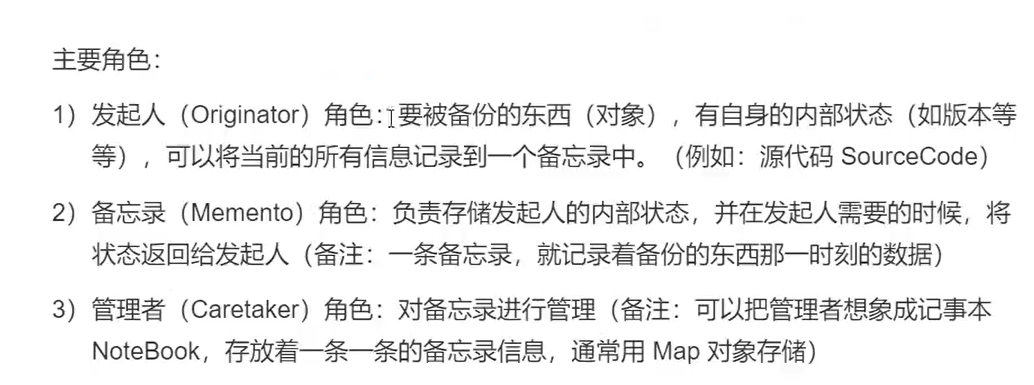 主要角色：
1）发起人（Originator）角色：要被备份的东西（对象），有自身的内部状态（如版本等
等），可以将当前的所有信息记录到一个备忘录中。（例如：源代码 SourceCode）
2）备忘录（Memento）角色：负责存储发起人的内部状态，并在发起人需要的时候，将
状态返回给发起人（备注：一条备忘录，就记录着备份的东西那一时刻的数据）
3）管理者（Caretaker）角色：对备忘录进行管理（备注：可以把管理者想象成记事本
NoteBook，存放着一条一条的备忘录信息，通常用 Map 对象存储）